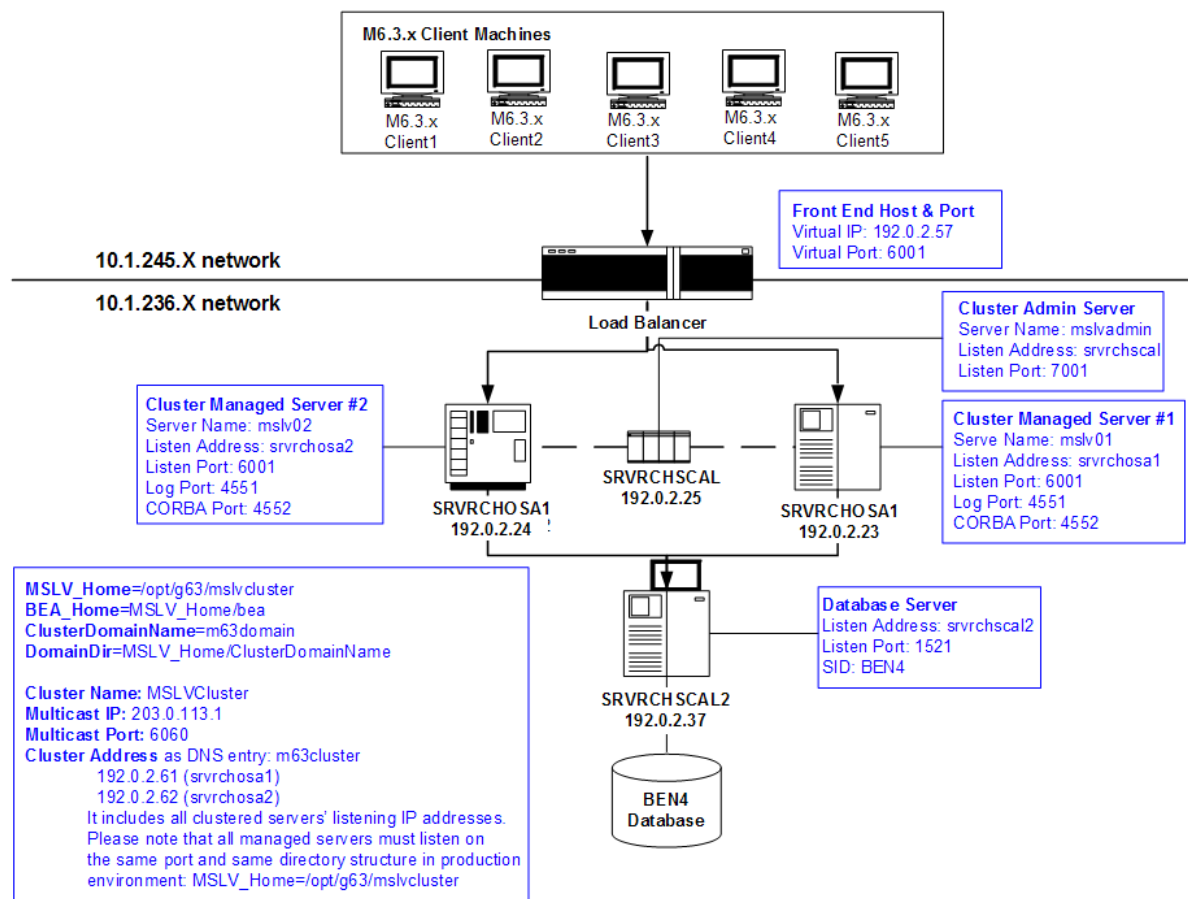 M6.3.x Client Machines
M6.3.x
Client1
M6.3.x
Client2
M6.3.x
Client3
M6.3.x
Client4
M6.3.x
Client5
Front End Host & Port
Virtual IP: 192.0.2.57
Virtual Port: 6001
10.1.245.X network
10.1.236.X network
Load Balancer
Cluster Admin Server
Server Name: mslvadmin
Listen Address: srvrchscal
Listen Port: 7001
Cluster Managed Server #2
Server Name: mslv02
Listen Address: srvrchosa2
Listen Port: 6001
Log Port: 4551
CORBA Port: 4552
SRVRCHOSA1
192.0.2.24
SRVRCHSCAL
192.0.2.25
SRVRCHOSA1
192.0.2.23
Cluster Managed Server #1
Serve Name: mslv01
Listen Address: srvrchosa1
Listen Port: 6001
Log Port: 4551
CORBA Port: 4552
MSLV_Home=/opt/g63/mslvcluster
BEA_Home=MSLV_Home/bea
ClusterDomainName=m63domain
DomainDir=MSLV_Home/ClusterDomainName
Cluster Name: MSLVCluster
Multicast IP: 203.0.113.1
Multicast Port: 6060
Cluster Address as DNS entry: m63cluster
192.0.2.61 (srvrchosa1)
192.0.2.62 (srvrchosa2)
It includes all clustered servers' listening IP addresses.
Please note that all managed servers must listen on
the same port and same directory structure in production
environment: MSLV_Home=/opt/g63/mslvcluster
Database Server
Listen Address: srvrchscal2
Listen Port: 1521
SID: BEN4
SRVRCHSCAL2
192.0.2.37
BEN4
Database